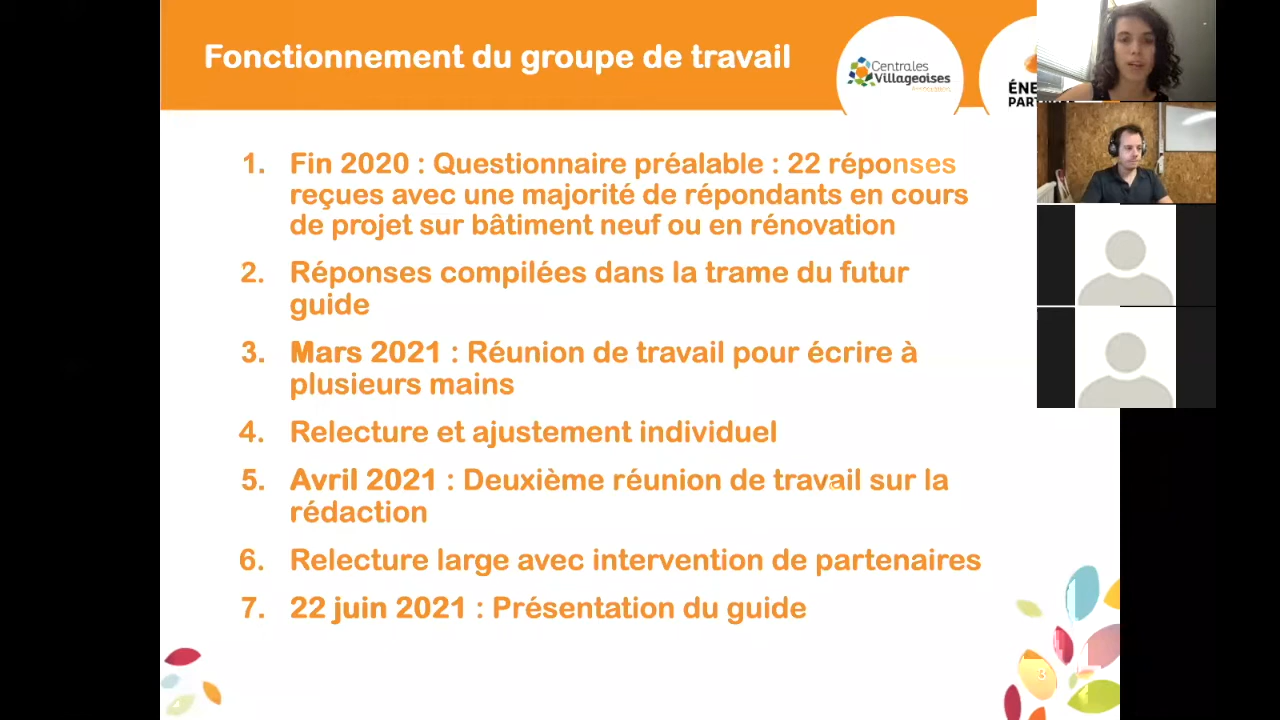 Fonctionnement du groupe de travail
Centrales
Villageoises
1. Fin 2020 : Questionnaire préalable : 22 réponses
reçues avec une majorité de répondants en cours
de projet sur bâtiment neuf ou en rénovation
2. Réponses compilées dans la trame du futur
guide
3. Mars 2021 : Réunion de travail pour écrire à
plusieurs mains
4. Relecture et ajustement individuel
5. Avril 2021 : Deuxième réunion de travail sur la
rédaction
6. Relecture large avec intervention de partenaires
7. 22 juin 2021 : Présentation du guide
3